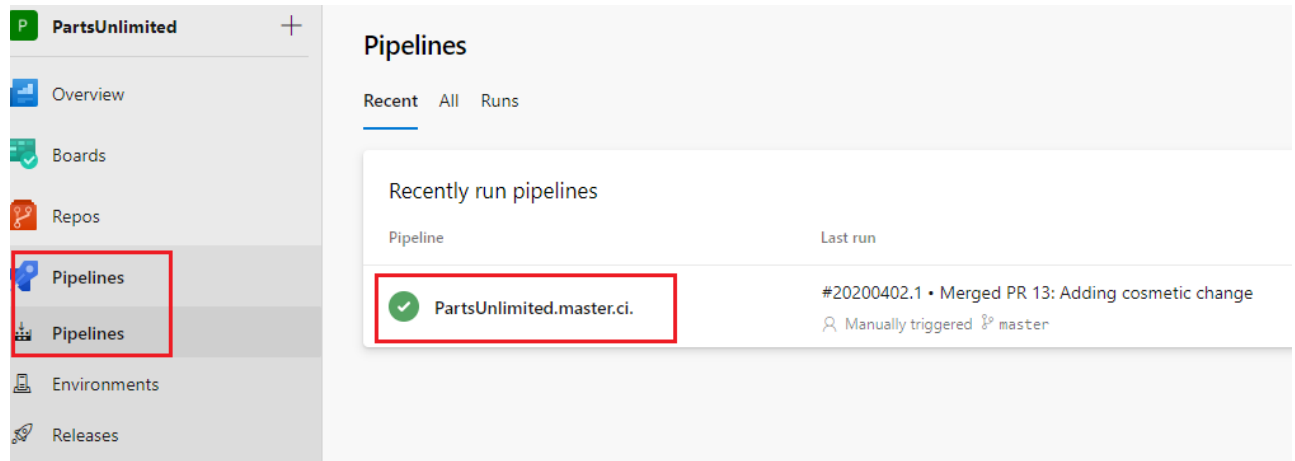 P PartsUnlimited +
Overview
Boards
Repos
Pipelines
Pipelines
Environments
Releases
Pipelines
Recent All Runs
Recently run pipelines
Pipeline Last run
PartsUnlimited.master.ci.
#20200402.1 • Merged PR 13: Adding cosmetic change
Manually triggered master